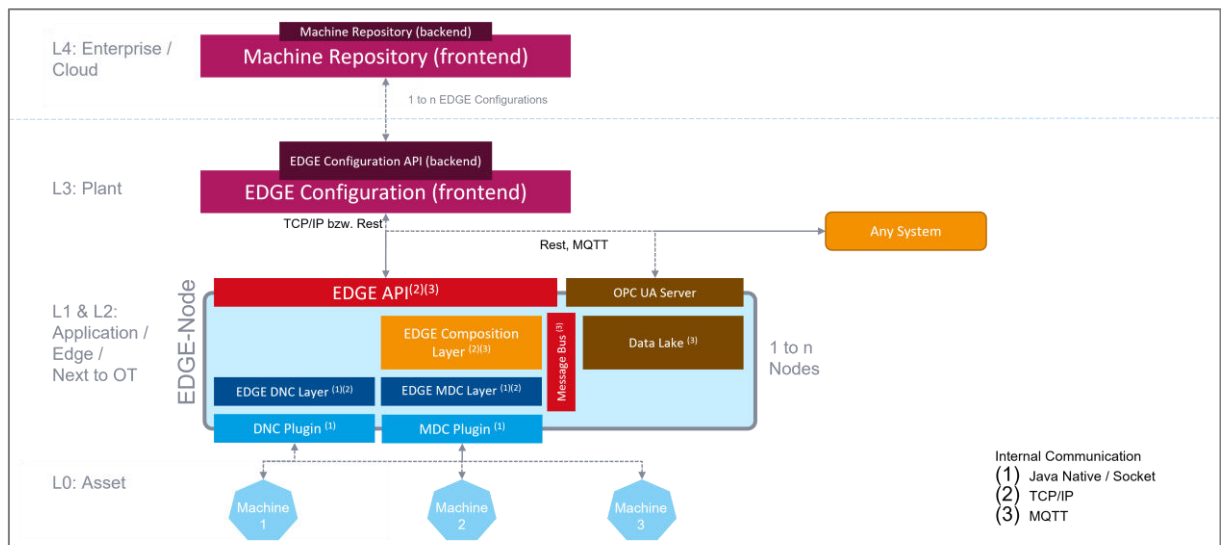 Machine Repository (backend)
L4: Enterprise /
Cloud
Machine Repository (frontend)
1 to n EDGE Configurations
EDGE Configuration API (backend)
L3: Plant
EDGE Configuration (frontend)
TCP/IP bzw. Rest
Rest, MQTT
Any System
L1 & L2:
Application /
Edge /
Next to OT
EDGE-Node
EDGE API(2)(3)
OPC UA Server
EDGE Composition
Layer (2)(3)
Message Bus (3)
Data Lake (3)
1 to n
Nodes
EDGE DNC Layer (1)(2)
EDGE MDC Layer (1)(2)
DNC Plugin (1)
MDC Plugin (1)
L0: Asset
Machine
1
Machine
2
Machine
3
Internal Communication
(1) Java Native / Socket
(2) TCP/IP
(3) MQTT